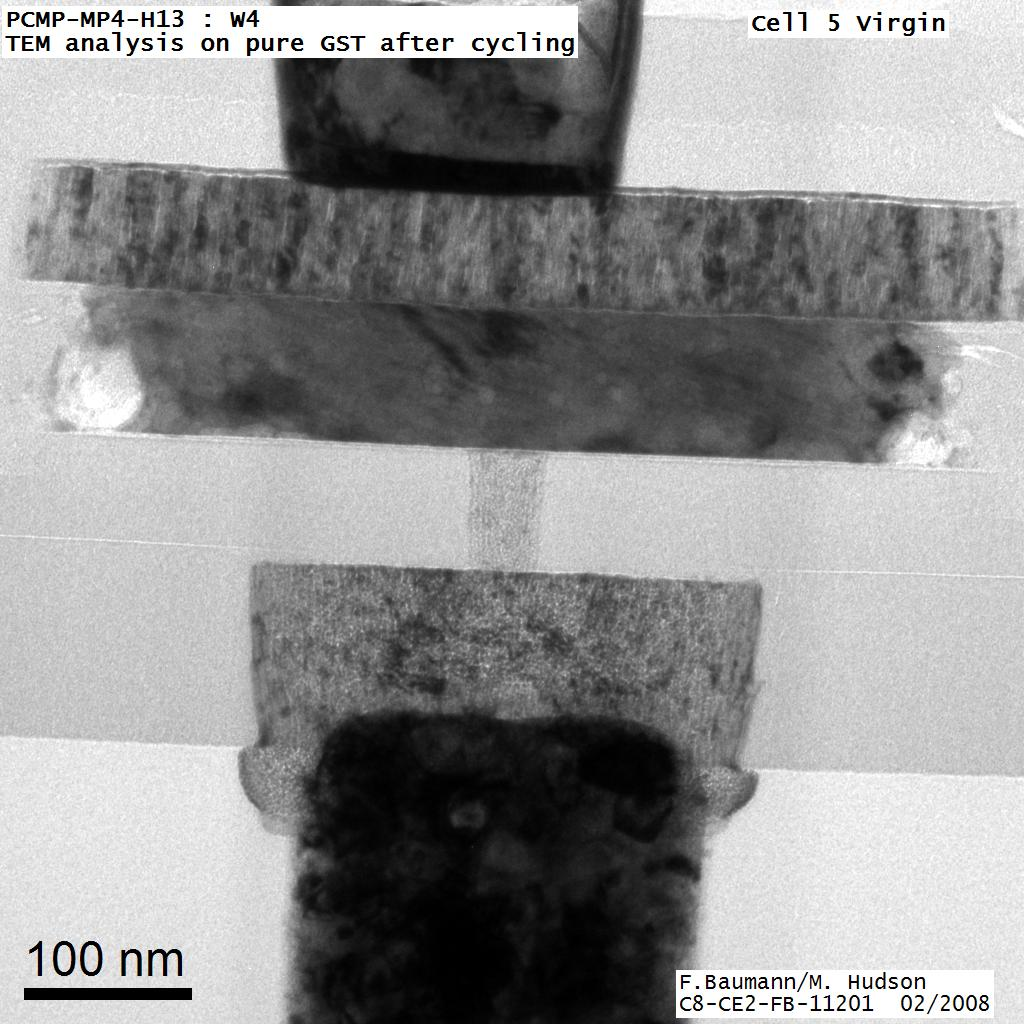 PCMP-MP4-H13 : W4
TEM analysis on pure GST after cycling
Cell 5 Virgin
100 nm
F.Baumann/M. Hudson
C8-CE2-FB-11201 02/2008